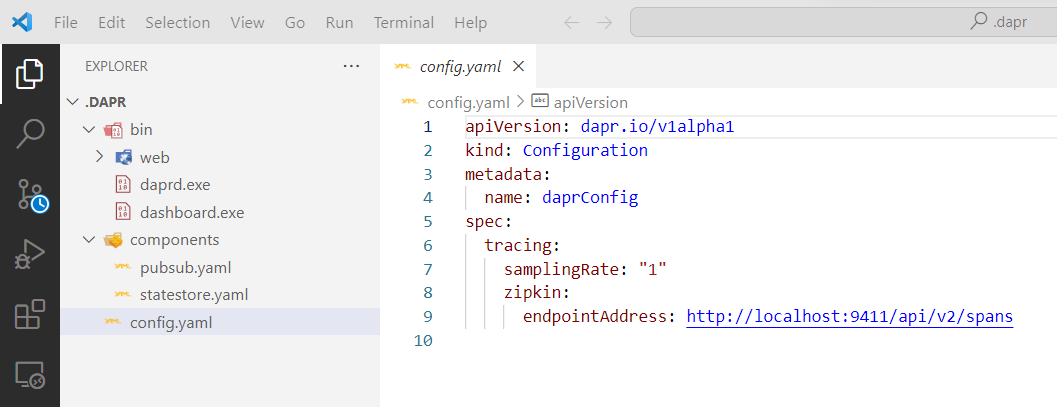 File Edit Selection View Go Run Terminal Help
.dapr
EXPLORER
.DAPR
bin
web
daprd.exe
dashboard.exe
components
pubsub.yaml
statestore.yaml
config.yaml
config.yaml
config.yaml > apiVersion
1 apiVersion: dapr.io/v1alpha1
2 kind: Configuration
3 metadata:
4 name: daprConfig
5 spec:
6 tracing:
7 samplingRate: "1"
8 zipkin:
9 endpointAddress: http://localhost:9411/api/v2/spans
10